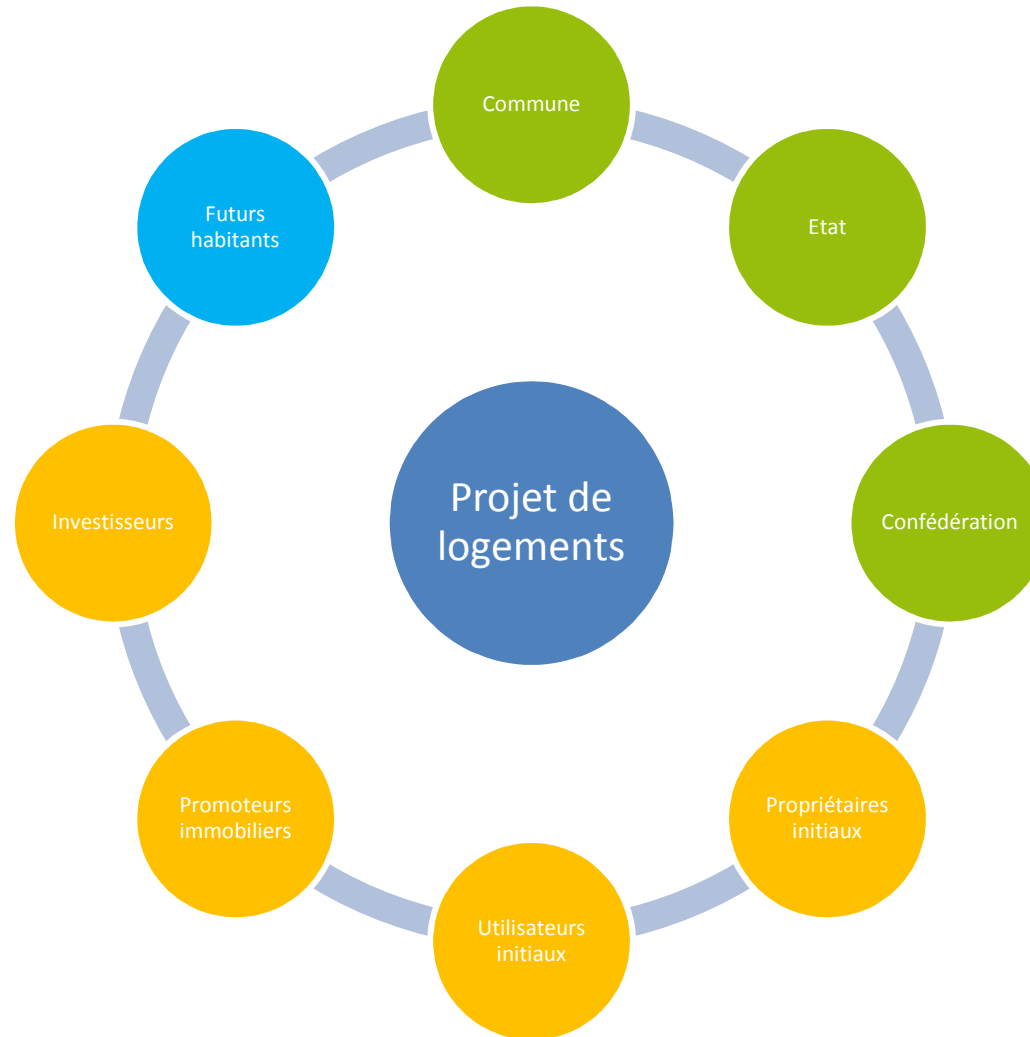 Commune
Futurs
habitants
Etat
Investisseurs
Projet de
logements
Confédération
Promoteurs
immobiliers
Propriétaires
initiaux
Utilisateurs
initiaux